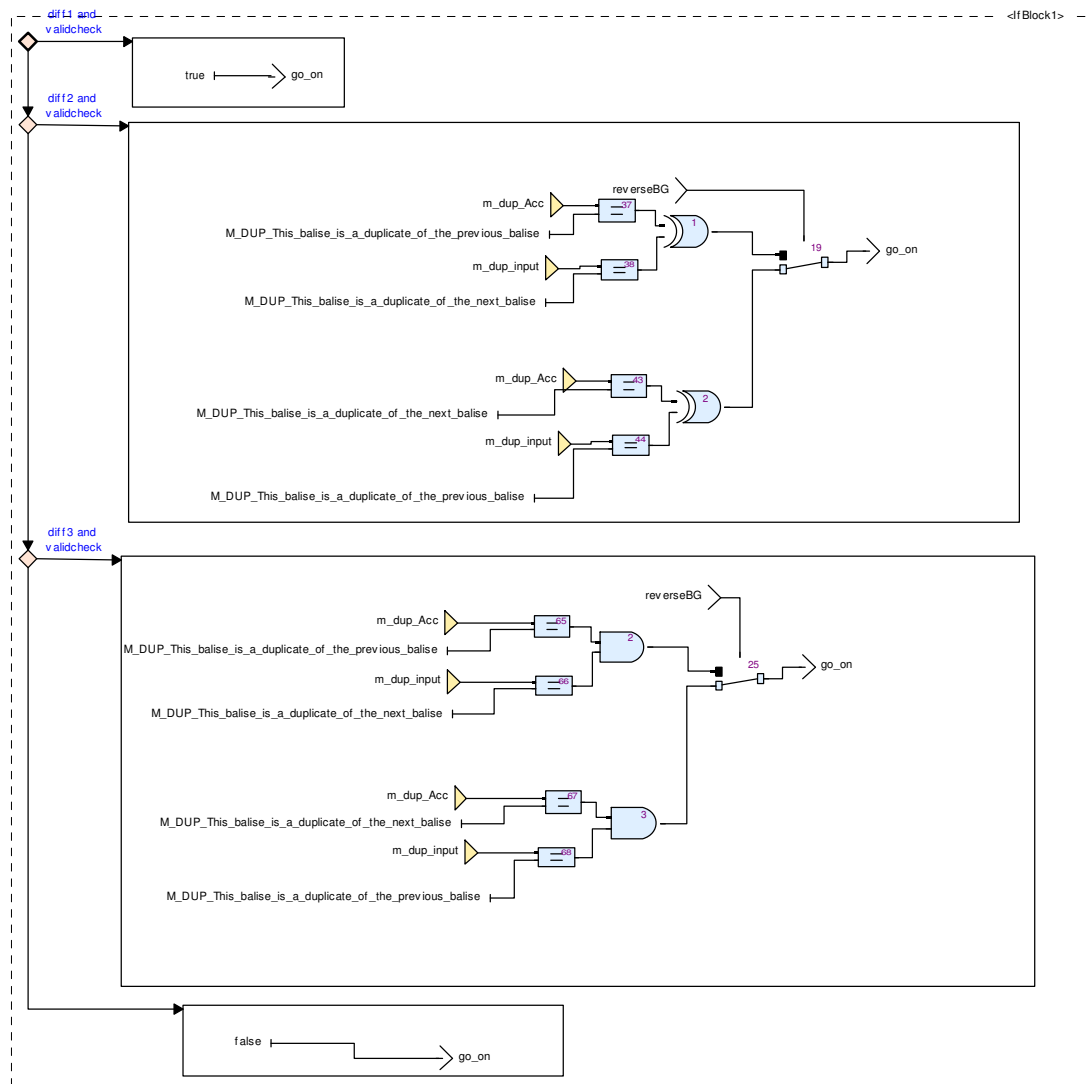 <IfBlock1>
diff1 and
validcheck
true
go_on
diff2 and
validcheck
reverseBG
m_dup_Acc
37
M_DUP_This_balise_is_a_duplicate_of_the_previous_balise
1
19
go_on
m_dup_input
38
M_DUP_This_balise_is_a_duplicate_of_the_next_balise
m_dup_Acc
43
M_DUP_This_balise_is_a_duplicate_of_the_next_balise
2
m_dup_input
44
M_DUP_This_balise_is_a_duplicate_of_the_previous_balise
diff3 and
validcheck
reverseBG
m_dup_Acc
65
M_DUP_This_balise_is_a_duplicate_of_the_previous_balise
2
25
go_on
m_dup_input
66
M_DUP_This_balise_is_a_duplicate_of_the_next_balise
m_dup_Acc
67
M_DUP_This_balise_is_a_duplicate_of_the_next_balise
3
m_dup_input
68
M_DUP_This_balise_is_a_duplicate_of_the_previous_balise
false
go_on